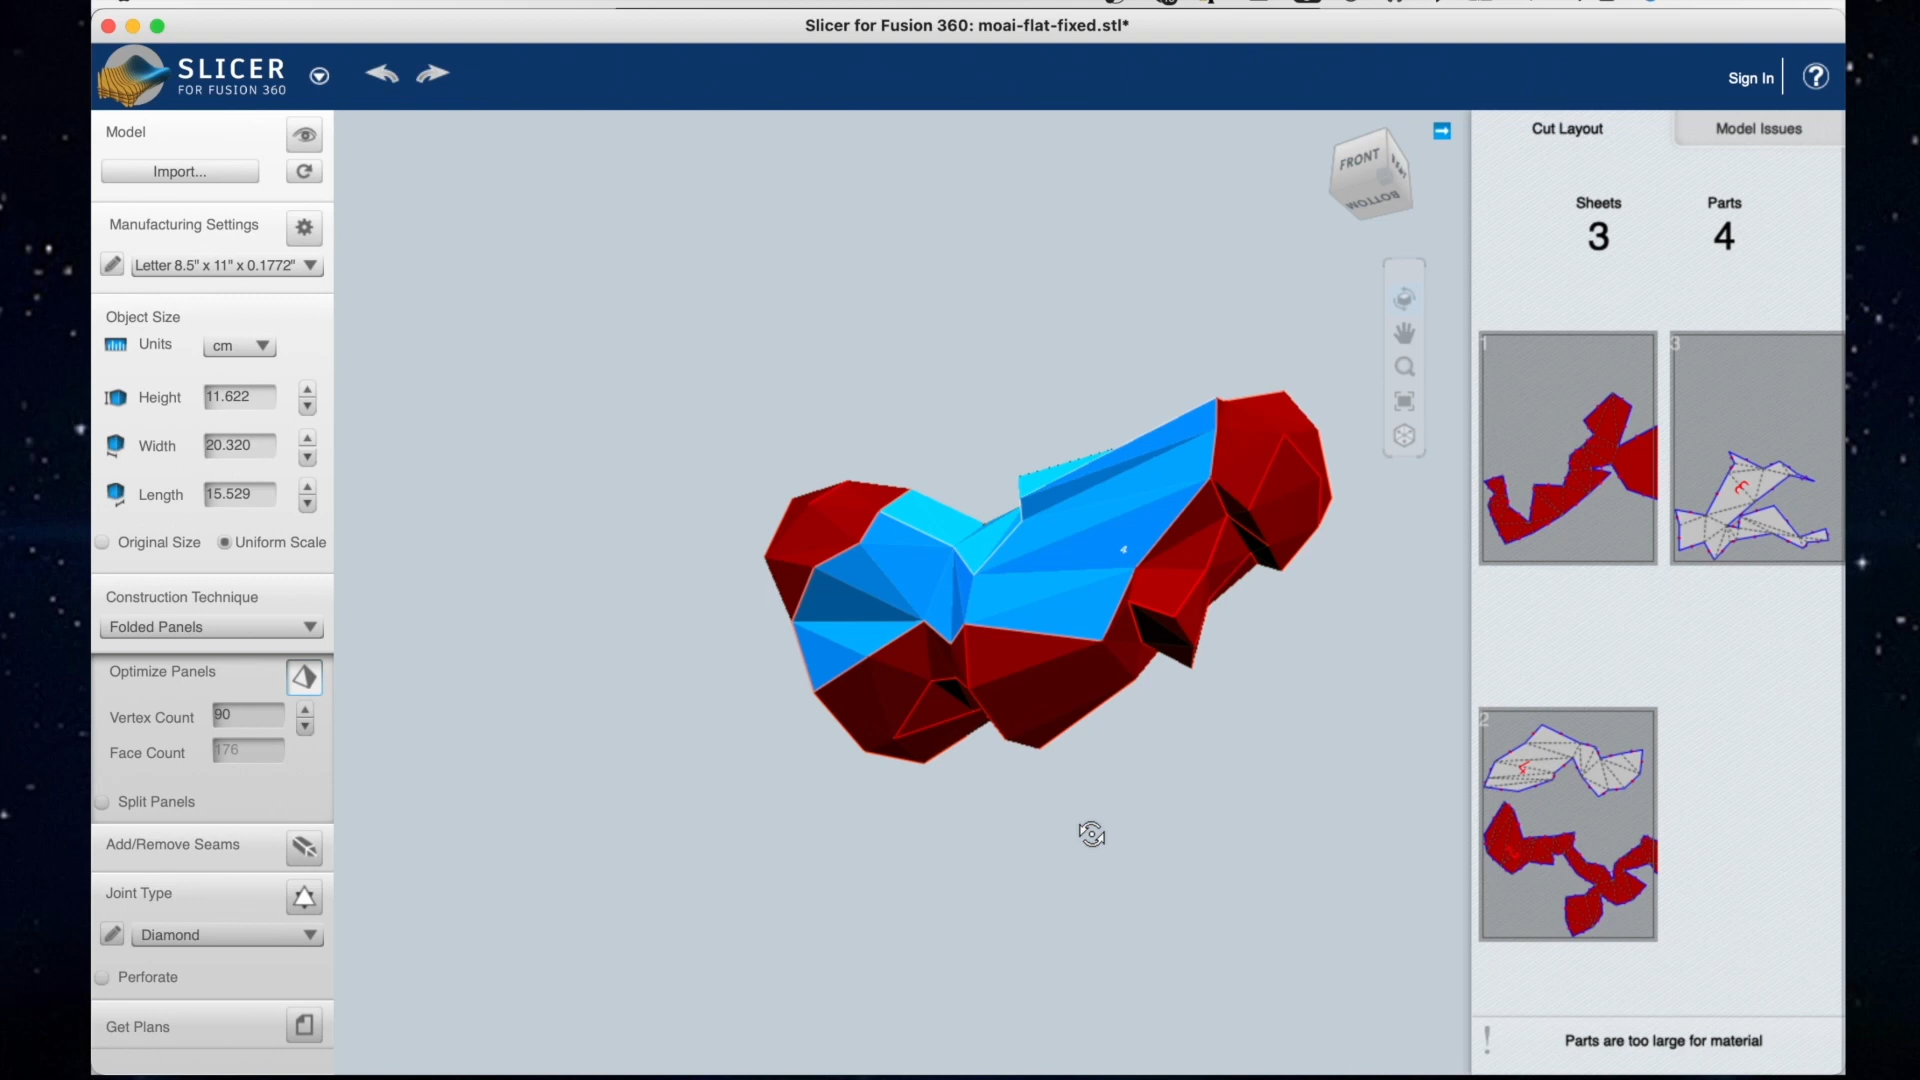 Slicer for Fusion 360: moai-flat-fixed.stl*
SLICER
FOR FUSION 360
Sign In
?
Model
Import...
Manufacturing Settings
Letter 8.5" x 11" x 0.1772"
Object Size
Units
cm
Height
11.622
Width
20.320
Length
15.529
Original Size
Uniform Scale
Construction Technique
Folded Panels
Optimize Panels
Vertex Count
90
Face Count
176
Split Panels
Add/Remove Seams
Joint Type
Diamond
Perforate
Get Plans
FRONT
BOTTOM
4
Cut Layout
Model Issues
Sheets
Parts
3
4
1
3
3
2
Parts are too large for material